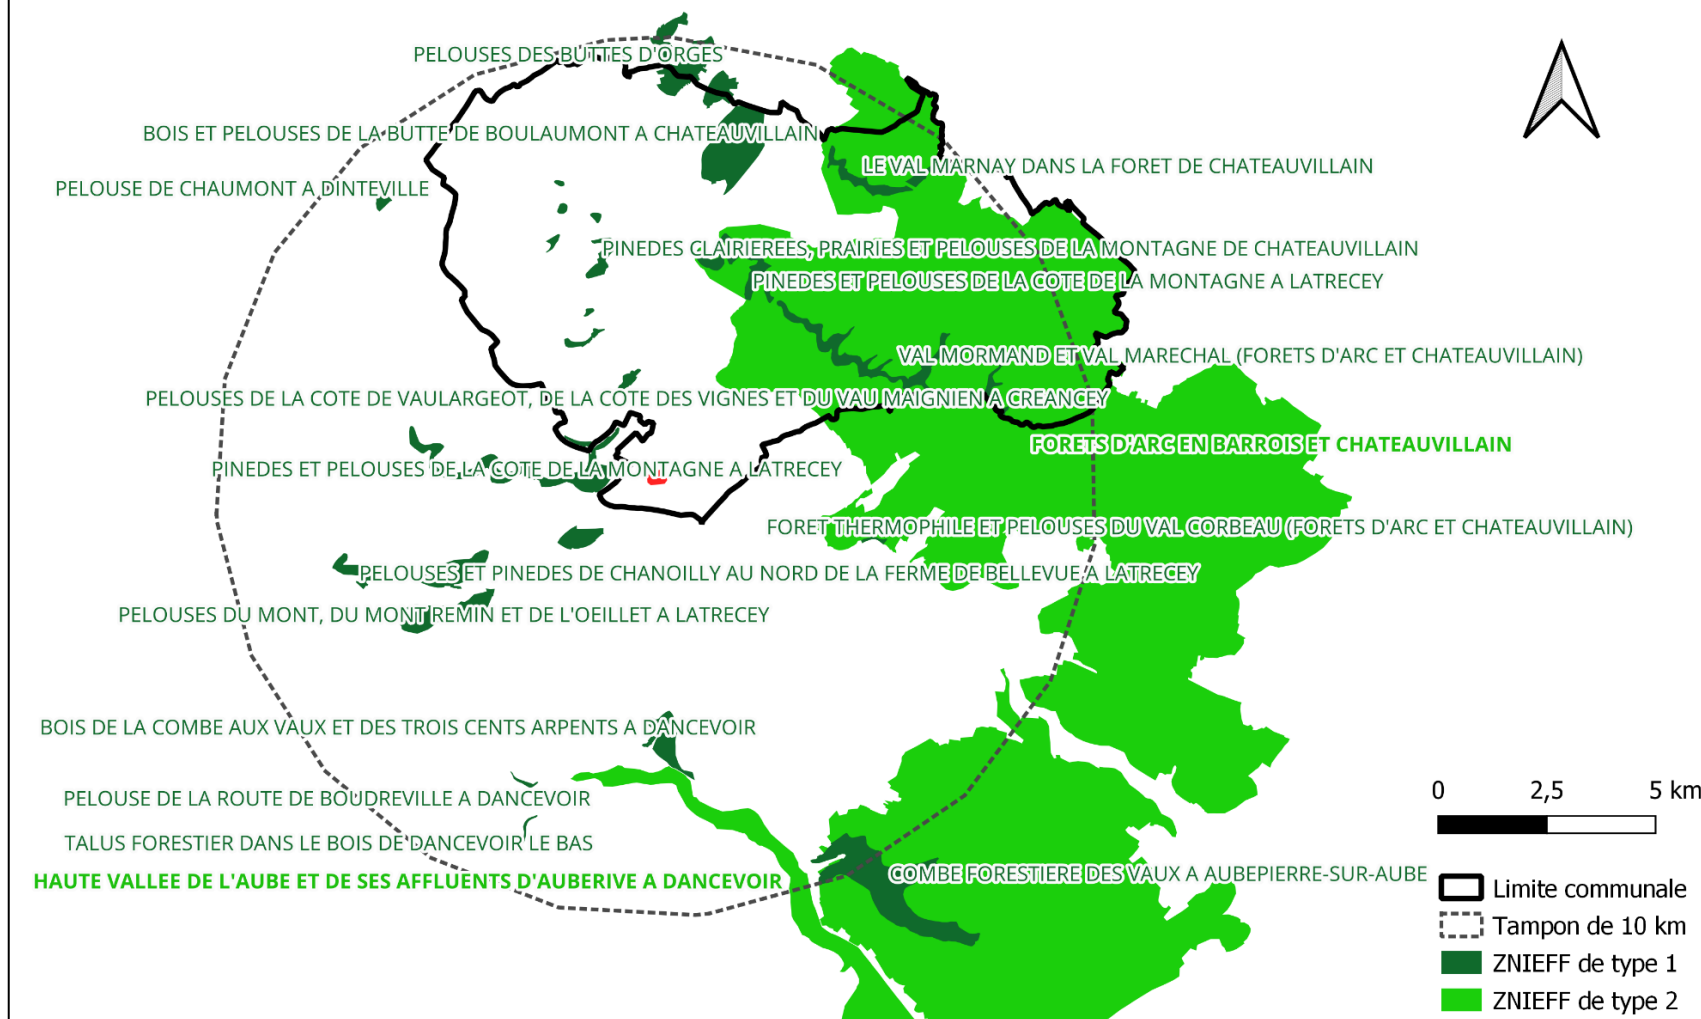 PELOUSES DES BUTTES D'ORGES
BOIS ET PELOUSES DE LA BUTTE DE BOULAUMONT A CHATEAUVILLAIN
LE VAL MARNAY DANS LA FORET DE CHATEAUVILLAIN
PELOUSE DE CHAUMONT A DINTEVILLE
PINEDES CLAIRIEREES, PRAIRIES ET PELOUSES DE LA MONTAGNE DE CHATEAUVILLAIN
PINEDES ET PELOUSES DE LA COTE DE LA MONTAGNE A LATRECEY
VAL MORMAND ET VAL MARECHAL (FORETS D'ARC ET CHATEAUVILLAIN)
PELOUSES DE LA COTE DE VAULARGEOT, DE LA COTE DES VIGNES ET DU VAU MAIGNIEN A CREANCEY
FORETS D'ARC EN BARROIS ET CHATEAUVILLAIN
PINEDES ET PELOUSES DE LA COTE DE LA MONTAGNE A LATRECEY
FORET THERMOPHILE ET PELOUSES DU VAL CORBEAU (FORETS D'ARC ET CHATEAUVILLAIN)
PELOUSES ET PINEDES DE CHANOILLY AU NORD DE LA FERME DE BELLEVUE A LATRECEY
PELOUSES DU MONT, DU MONT REMIN ET DE L'OEILLET A LATRECEY
BOIS DE LA COMBE AUX VAUX ET DES TROIS CENTS ARPENTS A DANCEVOIR
PELOUSE DE LA ROUTE DE BOUDREVILLE A DANCEVOIR
TALUS FORESTIER DANS LE BOIS DE DANCEVOIR LE BAS
HAUTE VALLEE DE L'AUBE ET DE SES AFFLUENTS D'AUBERIVE A DANCEVOIR
COMBE FORESTIERE DES VAUX A AUBEPIERRE-SUR-AUBE
0 2,5 5 km
Limite communale
Tampon de 10 km
ZNIEFF de type 1
ZNIEFF de type 2